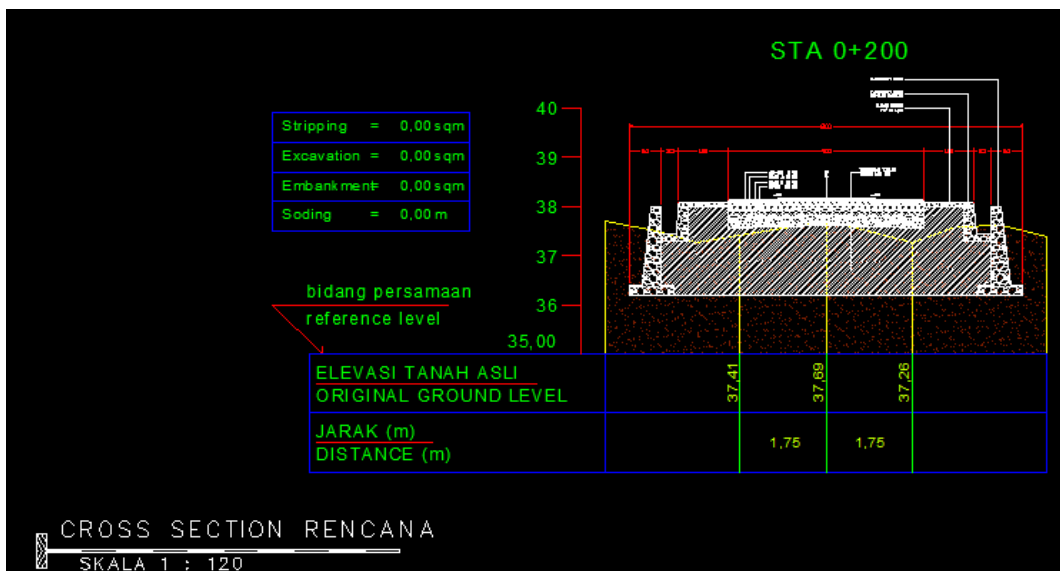 STA 0+200
Stripping = 0,00 sqm
Excavation = 0,00 sqm
Embankment= 0,00 sqm
Soding = 0,00 m
40
39
38
37
36
35,00
bidang persamaan
reference level
ELEVASI TANAH ASLI
ORIGINAL GROUND LEVEL
37,41
37,69
37,26
JARAK (m)
DISTANCE (m)
1,75
1,75
CROSS SECTION RENCANA
SKALA 1 : 120